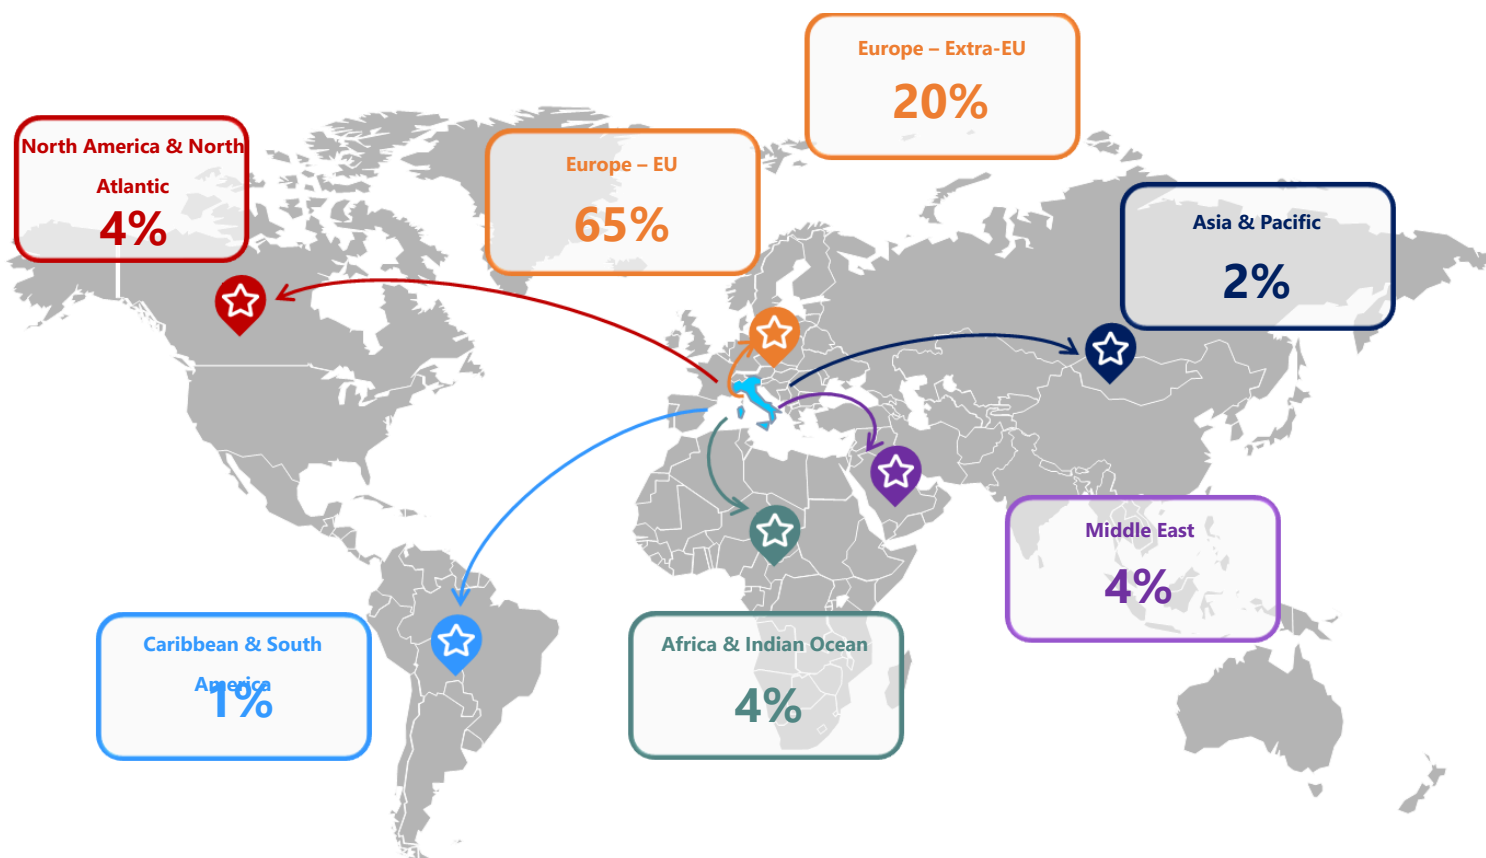 Europe – Extra-EU
20%
North America & North
Atlantic
4%
Europe – EU
65%
Asia & Pacific
2%
Middle East
4%
Caribbean & South
America
1%
Africa & Indian Ocean
4%